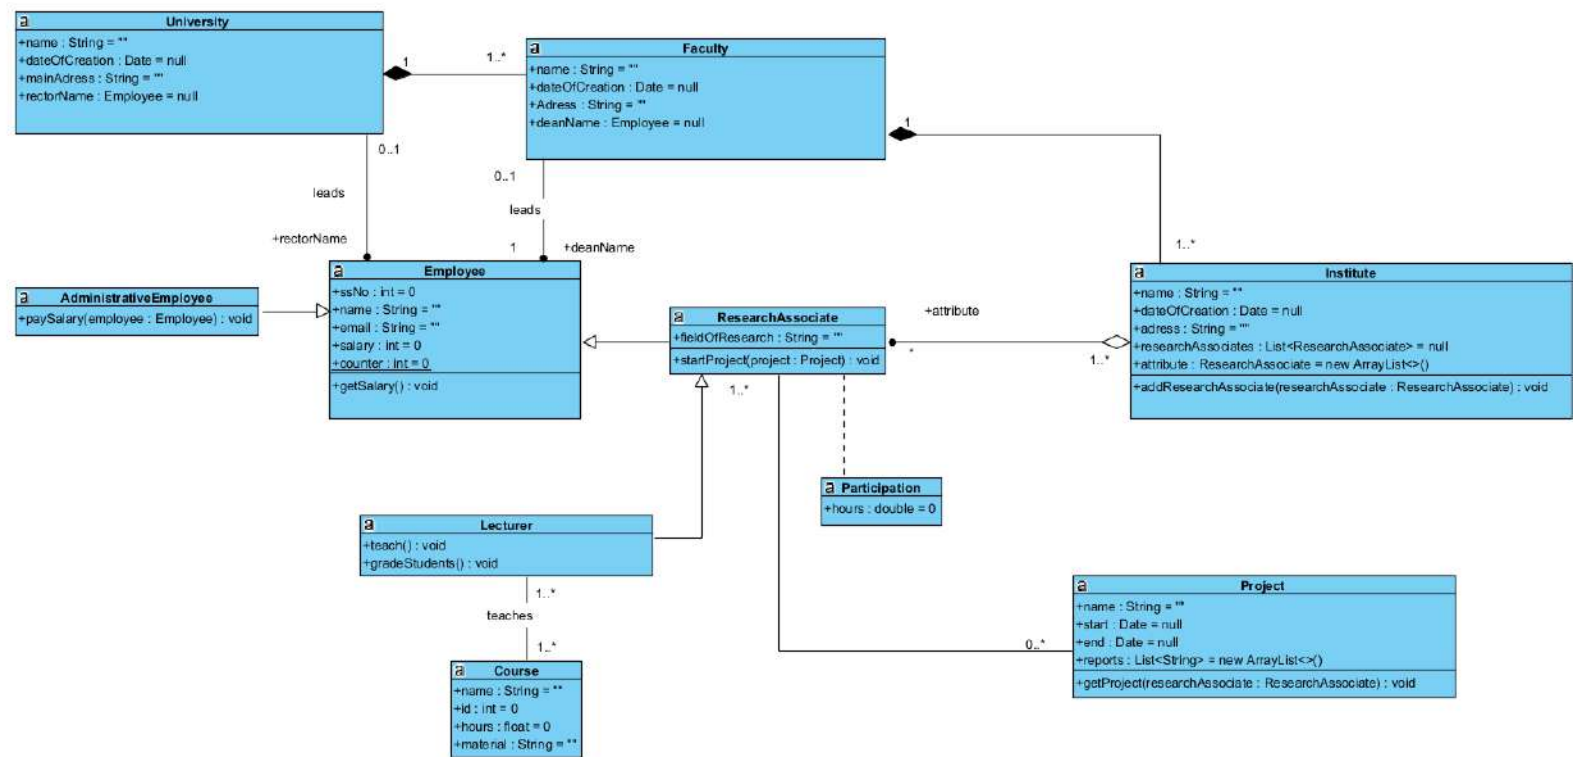 University
+name : String = ""
+dateOfCreation : Date = null
+mainAdress : String = ""
+rectorName : Employee = null
1
1..*
Faculty
+name : String = ""
+dateOfCreation : Date = null
+Adress : String = ""
+deanName : Employee = null
1
0..1
0..1
leads
leads
+rectorName
1
+deanName
1..*
AdministrativeEmployee
+paySalary(employee : Employee) : void
Employee
+ssNo : int = 0
+name : String = ""
+email : String = ""
+salary : int = 0
+counter : int = 0
+getSalary() : void
ResearchAssociate
+fieldOfResearch : String = ""
+startProject(project : Project) : void
+attribute
*
1..*
Institute
+name : String = ""
+dateOfCreation : Date = null
+adress : String = ""
+researchAssociates : List<ResearchAssociate> = null
+attribute : ResearchAssociate = new ArrayList<>()
+addResearchAssociate(researchAssociate : ResearchAssociate) : void
1..*
Participation
+hours : double = 0
Lecturer
+teach() : void
+gradeStudents() : void
1..*
teaches
1..*
Course
+name : String = ""
+id : int = 0
+hours : float = 0
+material : String = ""
0..*
Project
+name : String = ""
+start : Date = null
+end : Date = null
+reports : List<String> = new ArrayList<>()
+getProject(researchAssociate : ResearchAssociate) : void